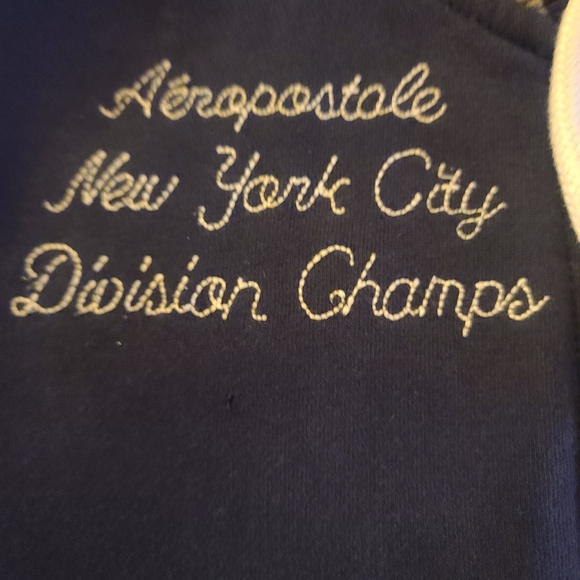 Aéropostale
New York City
Division Champs